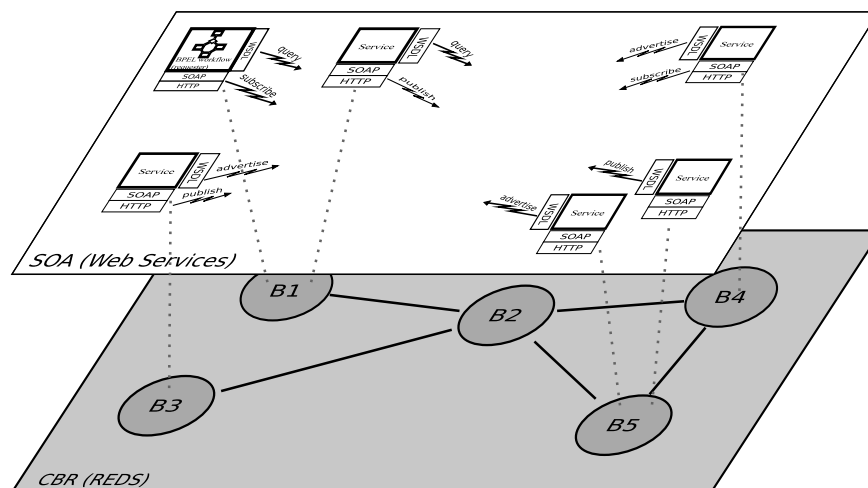 BPEL workflow
(requester)
WSDL
SOAP
HTTP
query
subscribe
Service
WSDL
SOAP
HTTP
query
publish
Service
WSDL
SOAP
HTTP
advertise
subscribe
Service
WSDL
SOAP
HTTP
advertise
publish
Service
WSDL
SOAP
HTTP
publish
Service
WSDL
SOAP
HTTP
advertise
SOA (Web Services)
B1
B2
B4
B3
B5
CBR (REDS)